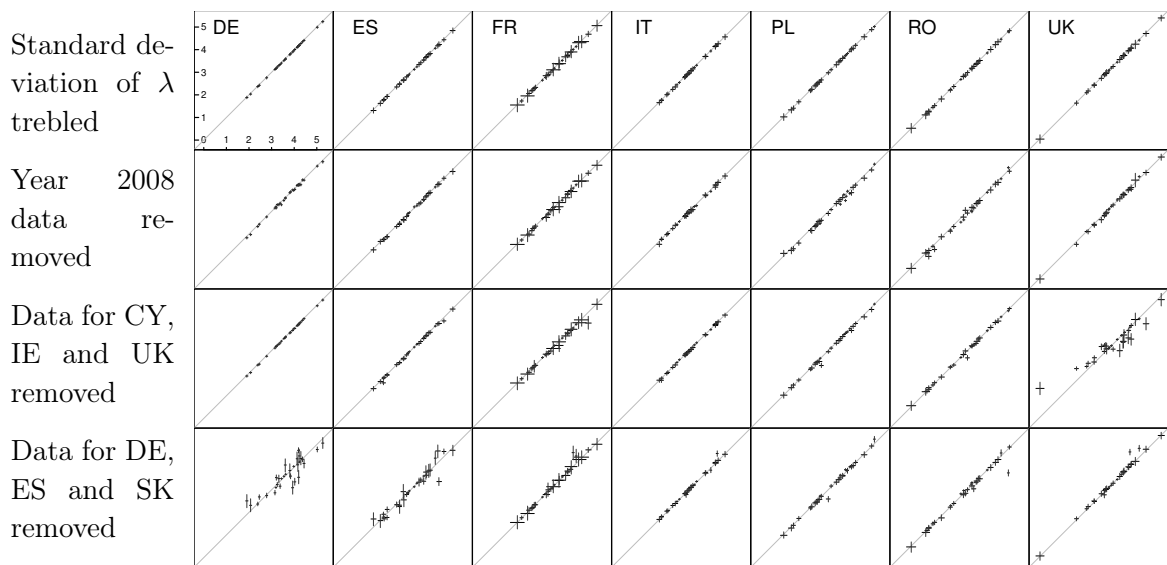 DE ES FR IT PL RO UK
Standard de-
viation of λ
trebled
5
4
3
2
1
0
0 1 2 3 4 5
Year 2008
data re-
moved
Data for CY,
IE and UK
removed
Data for DE,
ES and SK
removed